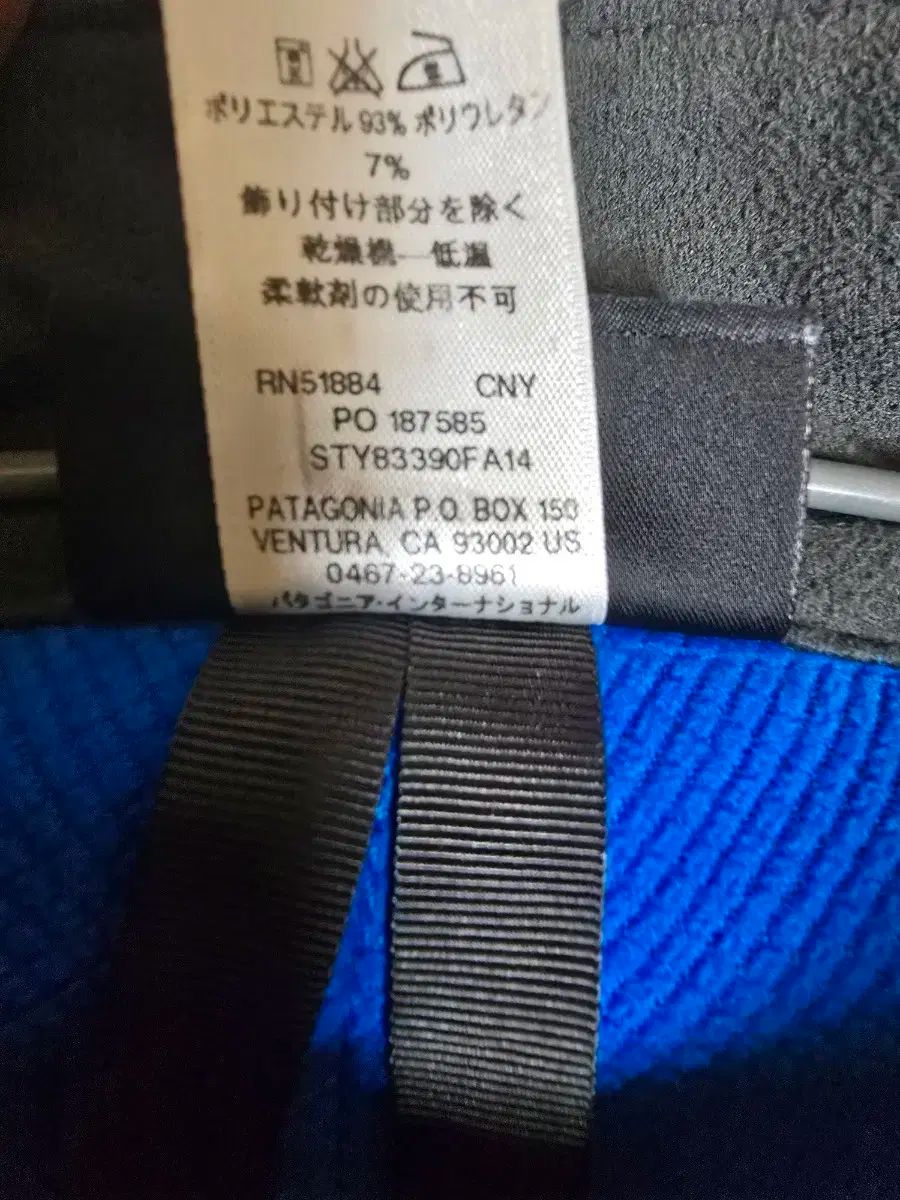 ポリエステル 93% ポリウレタン
7%
飾り付け部分を除く
乾燥機—低温
柔軟剤の使用不可
RN51884 CNY
PO 187585
STY83390FA14
PATAGONIA P.O. BOX 150
VENTURA, CA 93002 US
0467-23-8961
パタゴニア・インターナショナル